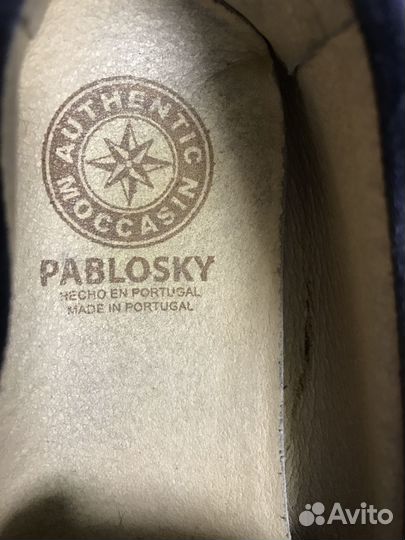 AUTHENTIC
MOCCASIN
PABLOSKY
HECHO EN PORTUGAL
MADE IN PORTUGAL
Avito